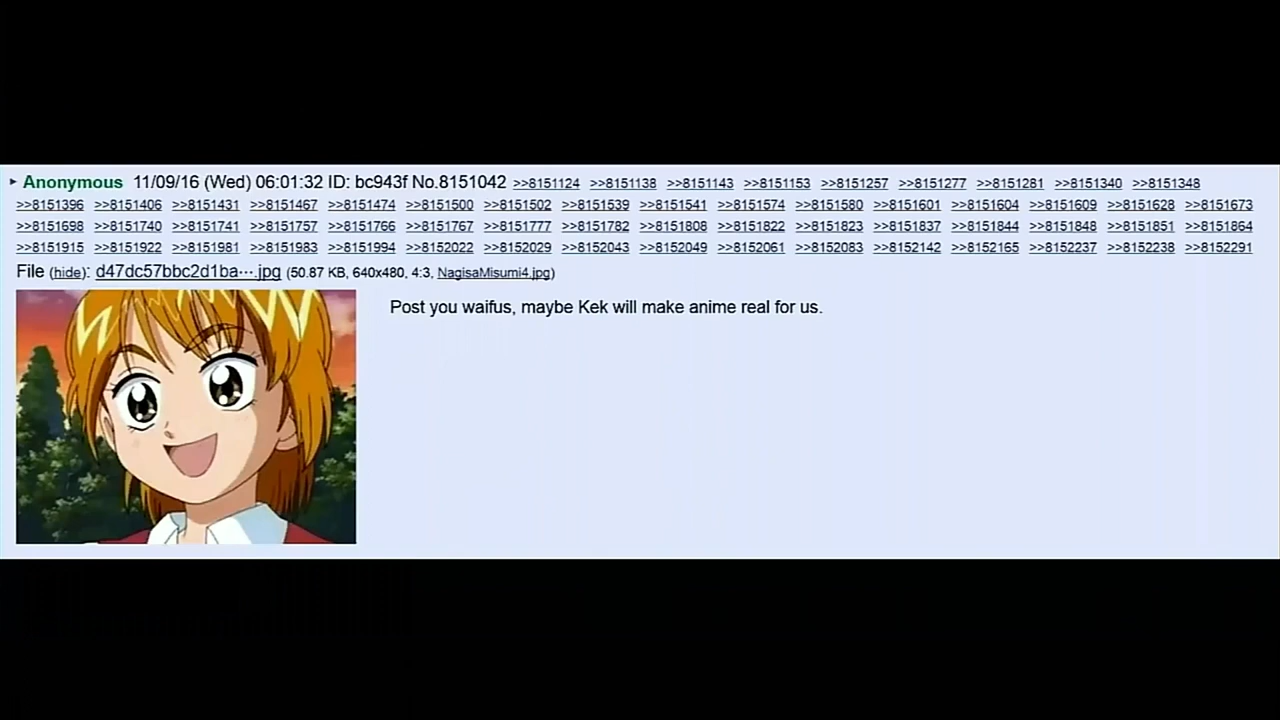 ▸ Anonymous 11/09/16 (Wed) 06:01:32 ID: bc943f No.8151042 >>8151124 >>8151138 >>8151143 >>8151153 >>8151257 >>8151277 >>8151281 >>8151340 >>8151348
>>8151396 >>8151406 >>8151431 >>8151467 >>8151474 >>8151500 >>8151502 >>8151539 >>8151541 >>8151574 >>8151580 >>8151601 >>8151604 >>8151609 >>8151628 >>8151673
>>8151698 >>8151740 >>8151741 >>8151757 >>8151766 >>8151767 >>8151777 >>8151782 >>8151808 >>8151822 >>8151823 >>8151837 >>8151844 >>8151848 >>8151851 >>8151864
>>8151915 >>8151922 >>8151981 >>8151983 >>8151994 >>8152022 >>8152029 >>8152043 >>8152049 >>8152061 >>8152083 >>8152142 >>8152165 >>8152237 >>8152238 >>8152291
File (hide): d47dc57bbc2d1ba⋯.jpg (50.87 KB, 640x480, 4:3, NagisaMisumi4.jpg)
Post you waifus, maybe Kek will make anime real for us.